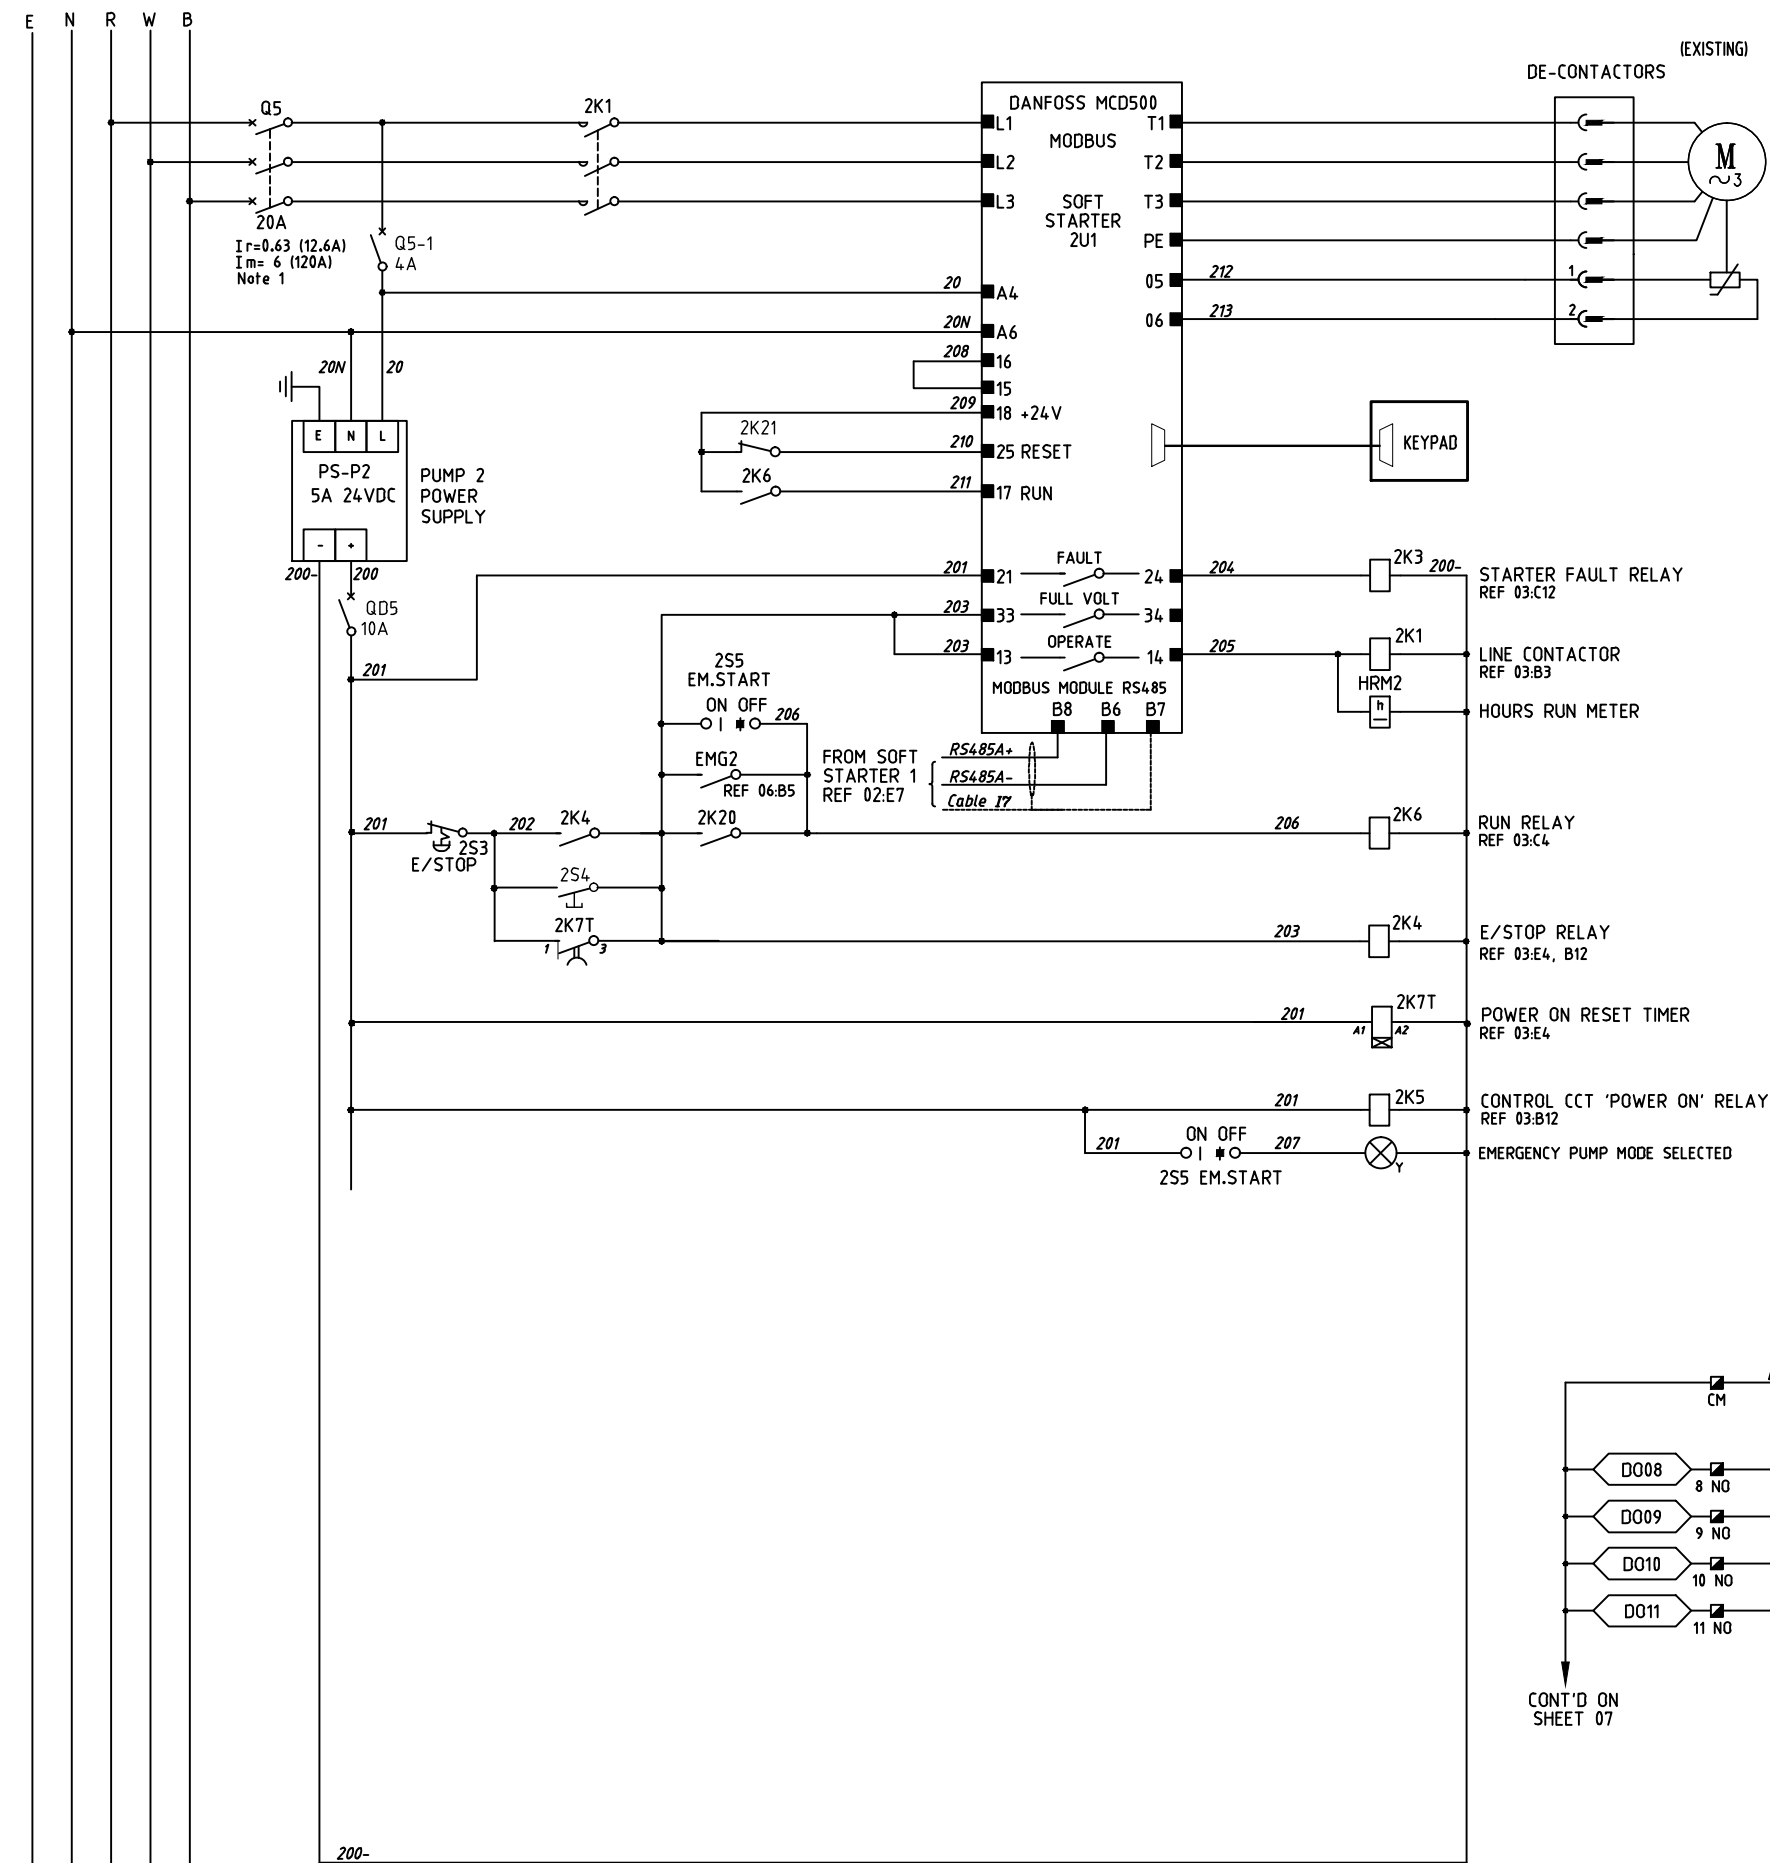 E N R W B
(EXISTING)
DE-CONTACTORS
Q5
2K1
DANFOSS MCD500
MODBUS
SOFT
STARTER
2U1
L1
L2
L3
T1
T2
T3
PE
M
3
20A
Ir=0.63 (12.6A)
Im= 6 (120A)
Note 1
Q5-1
4A
20
A4
05
212
1
20N
A6
06
213
2
208
16
15
20N
20
209
18 +24V
2K21
210
25 RESET
2K6
211
17 RUN
KEYPAD
E N L
PS-P2
5A 24VDC
- +
PUMP 2
POWER
SUPPLY
200-
200
QD5
10A
201
201
21
FAULT
24
204
2K3
200-
STARTER FAULT RELAY
REF 03:C12
203
33
FULL VOLT
34
203
13
OPERATE
14
205
2K1
LINE CONTACTOR
REF 03:B3
HRM2
h
HOURS RUN METER
MODBUS MODULE RS485
B8 B6 B7
2S5
EM.START
ON OFF
206
EMG2
REF 06:B5
FROM SOFT
STARTER 1
REF 02:E7
RS485A+
RS485A-
Cable I7
201
2S3
E/STOP
202
2K4
2K20
206
2K6
RUN RELAY
REF 03:C4
2S4
2K7T
1
3
203
2K4
E/STOP RELAY
REF 03:E4, B12
201
2K7T
A1
A2
POWER ON RESET TIMER
REF 03:E4
201
2K5
CONTROL CCT 'POWER ON' RELAY
REF 03:B12
201
ON OFF
207
2S5 EM.START
Y
EMERGENCY PUMP MODE SELECTED
CM
DO08
8 NO
DO09
9 NO
DO10
10 NO
DO11
11 NO
CONT'D ON
SHEET 07
200-